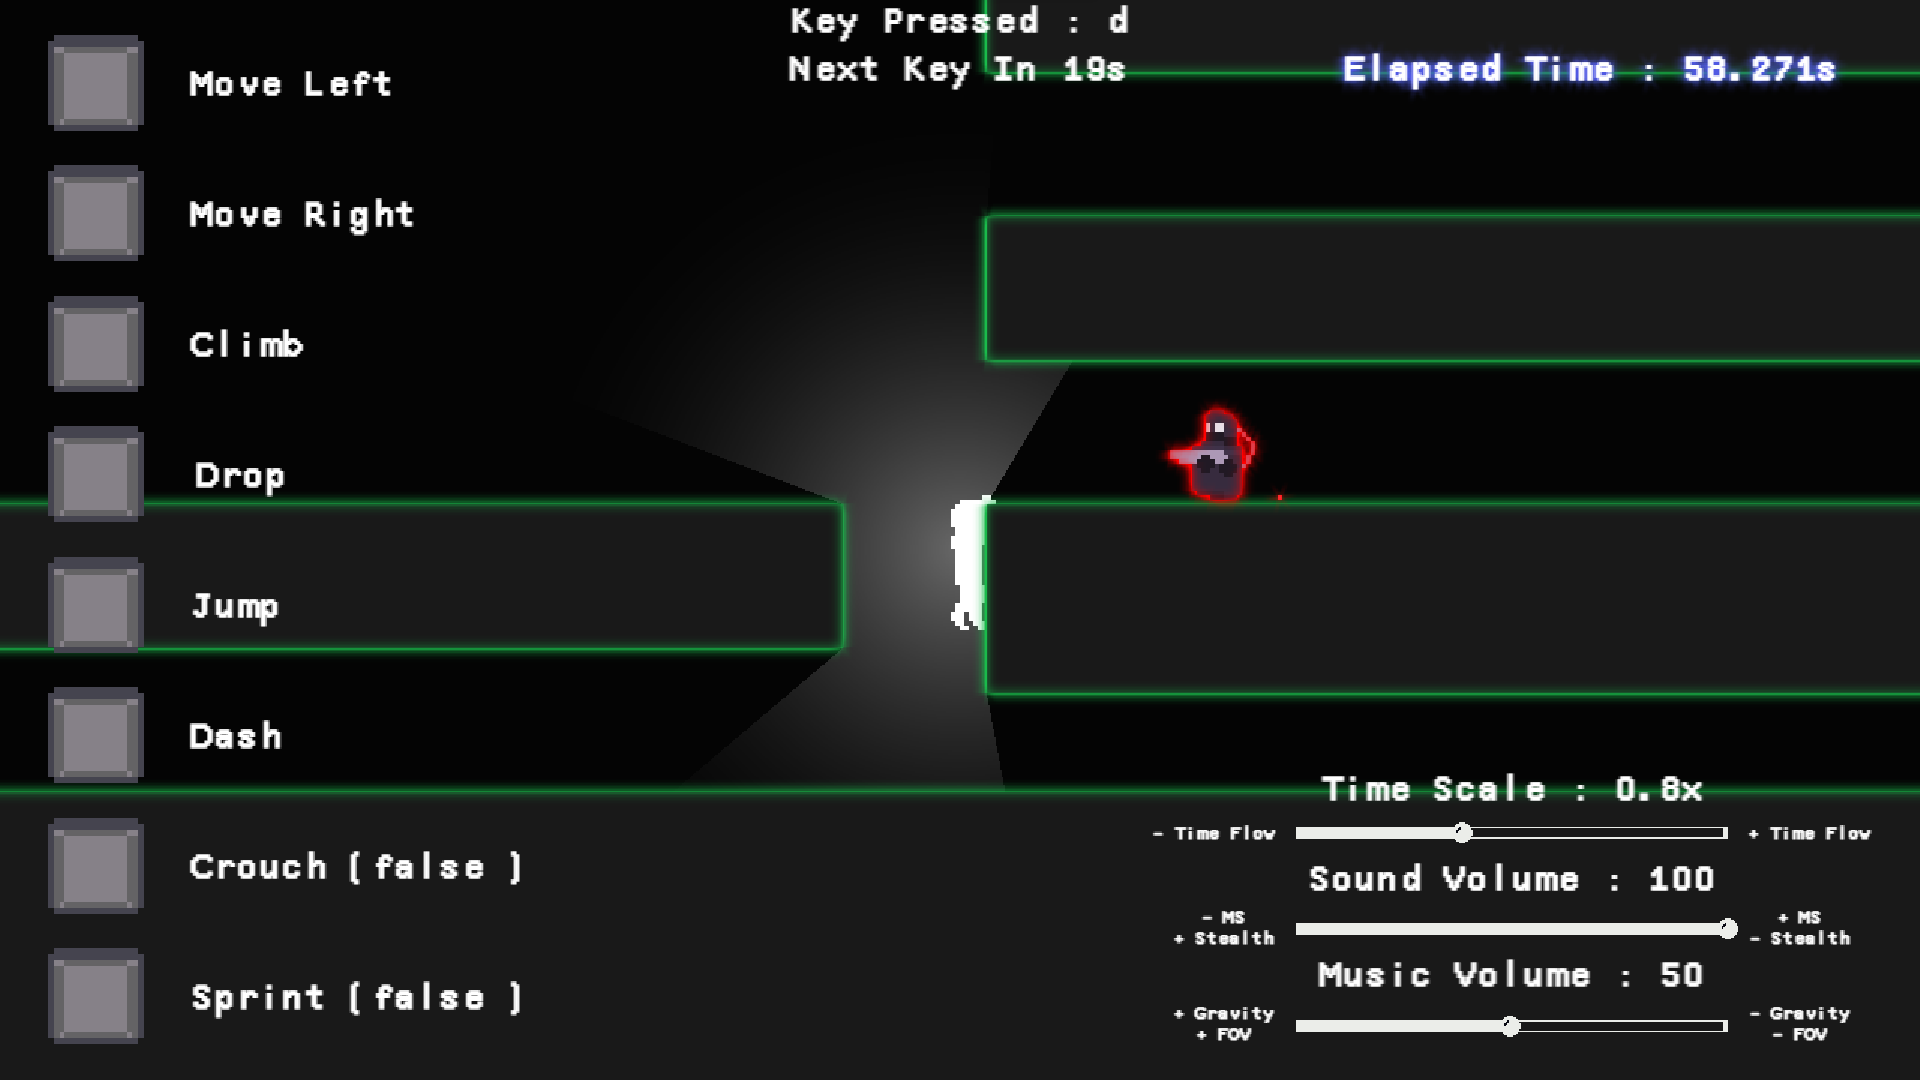 Key Pressed : d
Next Key In 19s
Elapsed Time : 58.271s
Move Left
Move Right
Climb
Drop
Jump
Dash
Crouch ( false )
Sprint ( false )
Time Scale : 0.8x
- Time Flow
+ Time Flow
Sound Volume : 100
- MS
+ Stealth
+ MS
- Stealth
Music Volume : 50
+ Gravity
+ FOV
- Gravity
- FOV